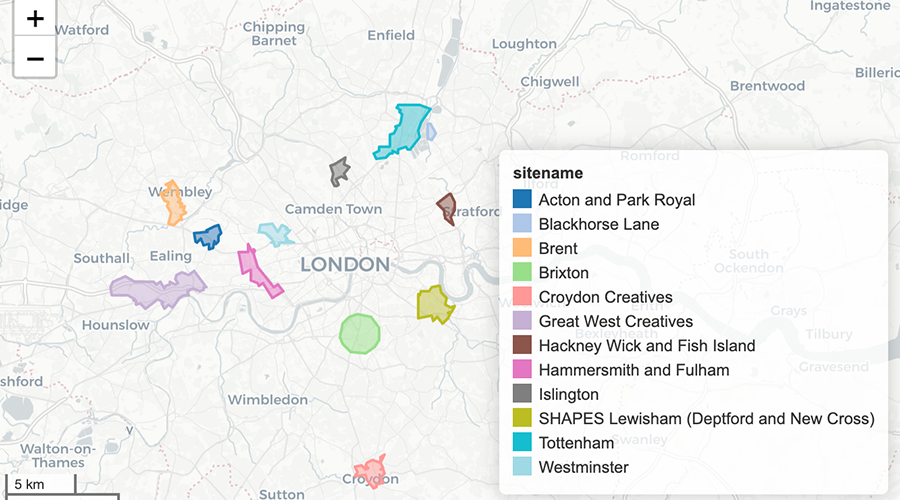 +
−
Watford
Chipping
Barnet
Enfield
Loughton
Ingatestone
Chigwell
Brentwood
Billeric
Romford
Ilford
Wembley
idge
Camden Town
Stratford
Southall
Ealing
LONDON
South
Ockendon
Hounslow
Erith
Bexleyheath
Grays
Tilbury
Gravesend
shford
Wimbledon
Walton-on-
Thames
Swanley
Croydon
Sutton
5 km
sitename
Acton and Park Royal
Blackhorse Lane
Brent
Brixton
Croydon Creatives
Great West Creatives
Hackney Wick and Fish Island
Hammersmith and Fulham
Islington
SHAPES Lewisham (Deptford and New Cross)
Tottenham
Westminster